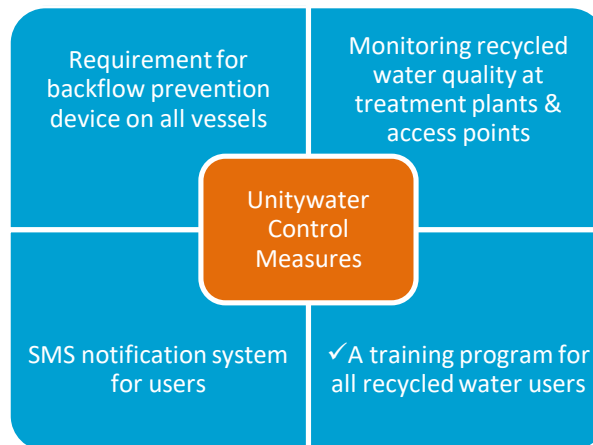 Requirement for
backflow prevention
device on all vessels
Monitoring recycled
water quality at
treatment plants &
access points
Unitywater
Control
Measures
SMS notification system
for users
✓A training program for
all recycled water users